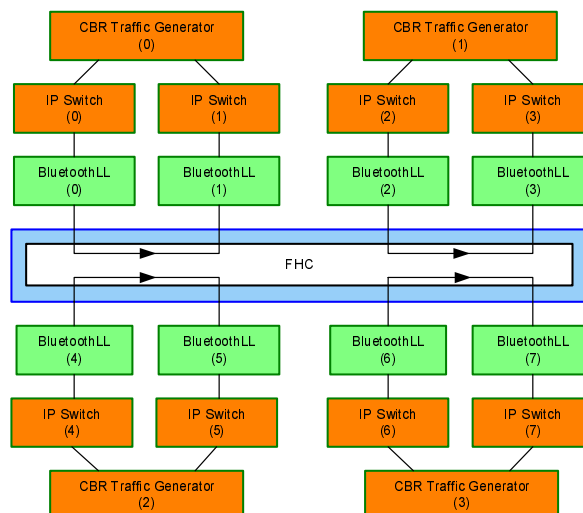 CBR Traffic Generator
(0)
CBR Traffic Generator
(1)
IP Switch
(0)
IP Switch
(1)
IP Switch
(2)
IP Switch
(3)
BluetoothLL
(0)
BluetoothLL
(1)
BluetoothLL
(2)
BluetoothLL
(3)
FHC
BluetoothLL
(4)
BluetoothLL
(5)
BluetoothLL
(6)
BluetoothLL
(7)
IP Switch
(4)
IP Switch
(5)
IP Switch
(6)
IP Switch
(7)
CBR Traffic Generator
(2)
CBR Traffic Generator
(3)